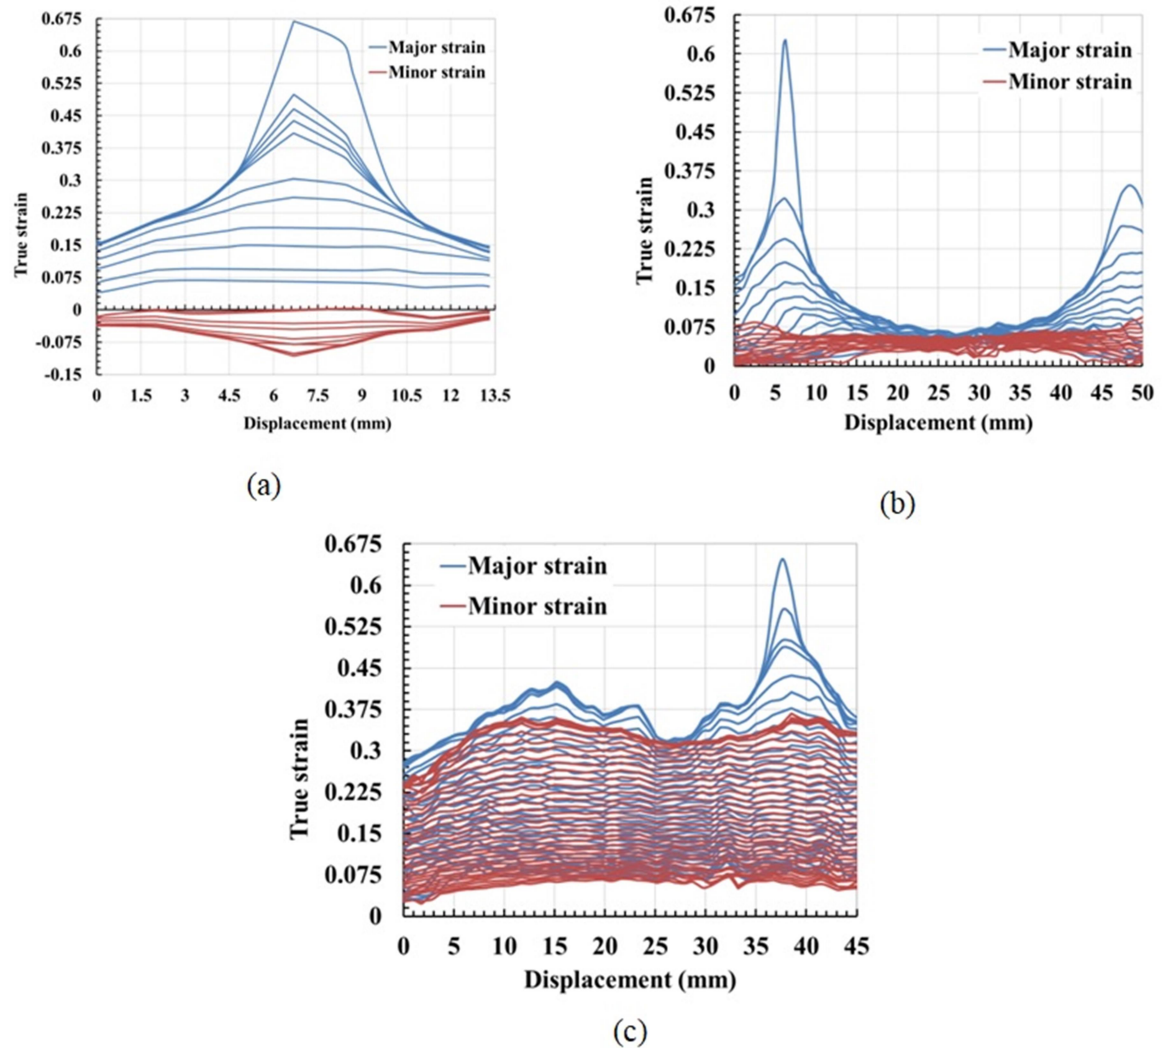 0.675
0.6
0.525
0.45
0.375
0.3
0.225
0.15
0.075
0
-0.075
-0.15
True strain
Major strain
Minor strain
0 1.5 3 4.5 6 7.5 9 10.5 12 13.5
Displacement (mm)
(a)
0.675
0.6
0.525
0.45
0.375
0.3
0.225
0.15
0.075
0
True strain
Major strain
Minor strain
0 5 10 15 20 25 30 35 40 45 50
Displacement (mm)
(b)
0.675
0.6
0.525
0.45
0.375
0.3
0.225
0.15
0.075
0
True strain
Major strain
Minor strain
0 5 10 15 20 25 30 35 40 45
Displacement (mm)
(c)